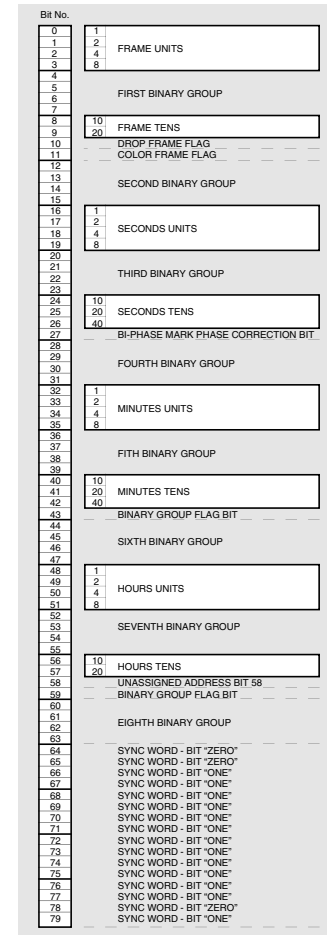 Bit No.
0 1
1 2 FRAME UNITS
2 4
3 8
4
5
6 FIRST BINARY GROUP
7
8 10
9 20 FRAME TENS
10 DROP FRAME FLAG
11 COLOR FRAME FLAG
12
13
14 SECOND BINARY GROUP
15
16 1
17 2 SECONDS UNITS
18 4
19 8
20
21 THIRD BINARY GROUP
22
23
24 10
25 20 SECONDS TENS
26 40
27 BI-PHASE MARK PHASE CORRECTION BIT
28
29
30 FOURTH BINARY GROUP
31
32 1
33 2 MINUTES UNITS
34 4
35 8
36
37
38 FITH BINARY GROUP
39
40 10
41 20 MINUTES TENS
42 40
43 BINARY GROUP FLAG BIT
44
45 SIXTH BINARY GROUP
46
47
48 1
49 2
50 4 HOURS UNITS
51 8
52
53 SEVENTH BINARY GROUP
54
55
56 10
57 20 HOURS TENS
58 UNASSIGNED ADDRESS BIT 58
59 BINARY GROUP FLAG BIT
60
61
62 EIGHTH BINARY GROUP
63
64 SYNC WORD - BIT “ZERO”
65 SYNC WORD - BIT “ZERO”
66 SYNC WORD - BIT “ONE”
67 SYNC WORD - BIT “ONE”
68 SYNC WORD - BIT “ONE”
69 SYNC WORD - BIT “ONE”
70 SYNC WORD - BIT “ONE”
71 SYNC WORD - BIT “ONE”
72 SYNC WORD - BIT “ONE”
73 SYNC WORD - BIT “ONE”
74 SYNC WORD - BIT “ONE”
75 SYNC WORD - BIT “ONE”
76 SYNC WORD - BIT “ONE”
77 SYNC WORD - BIT “ONE”
78 SYNC WORD - BIT “ZERO”
79 SYNC WORD - BIT “ONE”